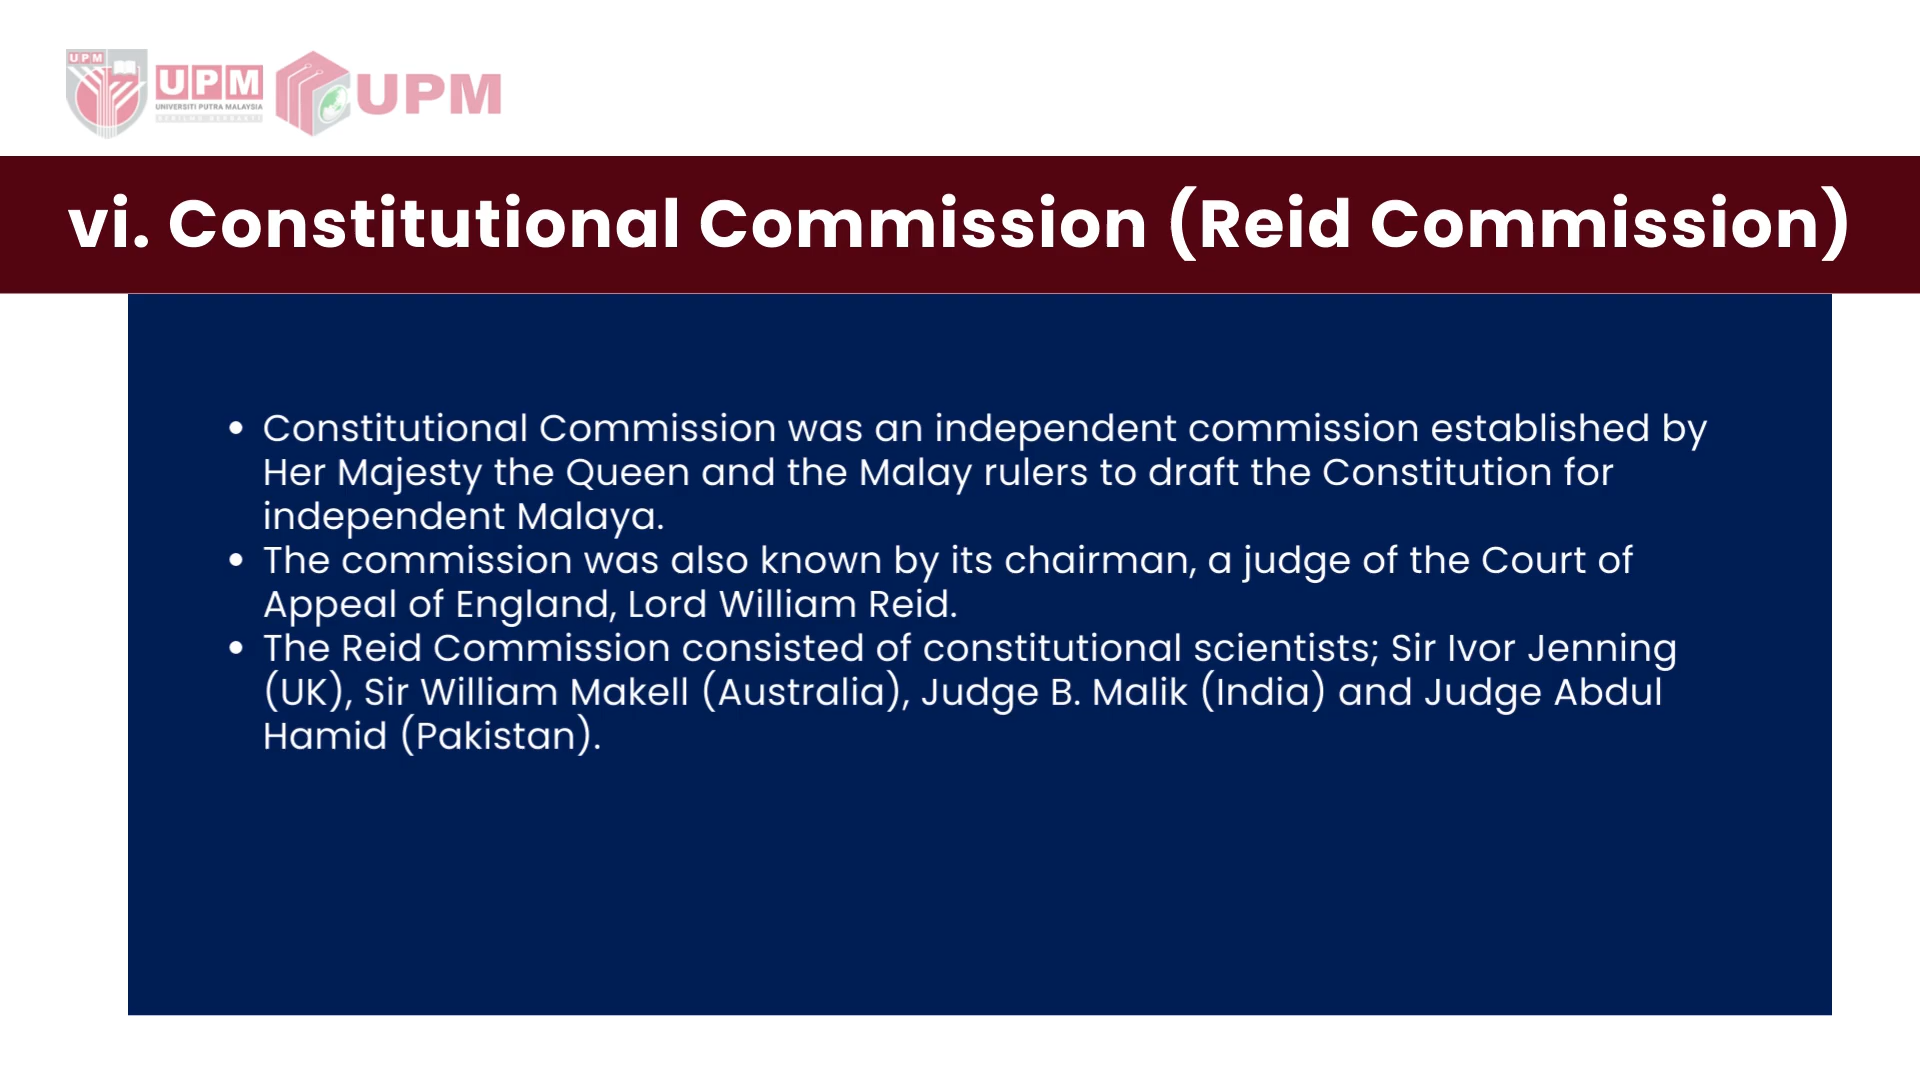 UPM
UPM
UNIVERSITI PUTRA MALAYSIA
BERILMU BERBAKTI
UPM
vi. Constitutional Commission (Reid Commission)
• Constitutional Commission was an independent commission established by
Her Majesty the Queen and the Malay rulers to draft the Constitution for
independent Malaya.
• The commission was also known by its chairman, a judge of the Court of
Appeal of England, Lord William Reid.
• The Reid Commission consisted of constitutional scientists; Sir Ivor Jenning
(UK), Sir William Makell (Australia), Judge B. Malik (India) and Judge Abdul
Hamid (Pakistan).